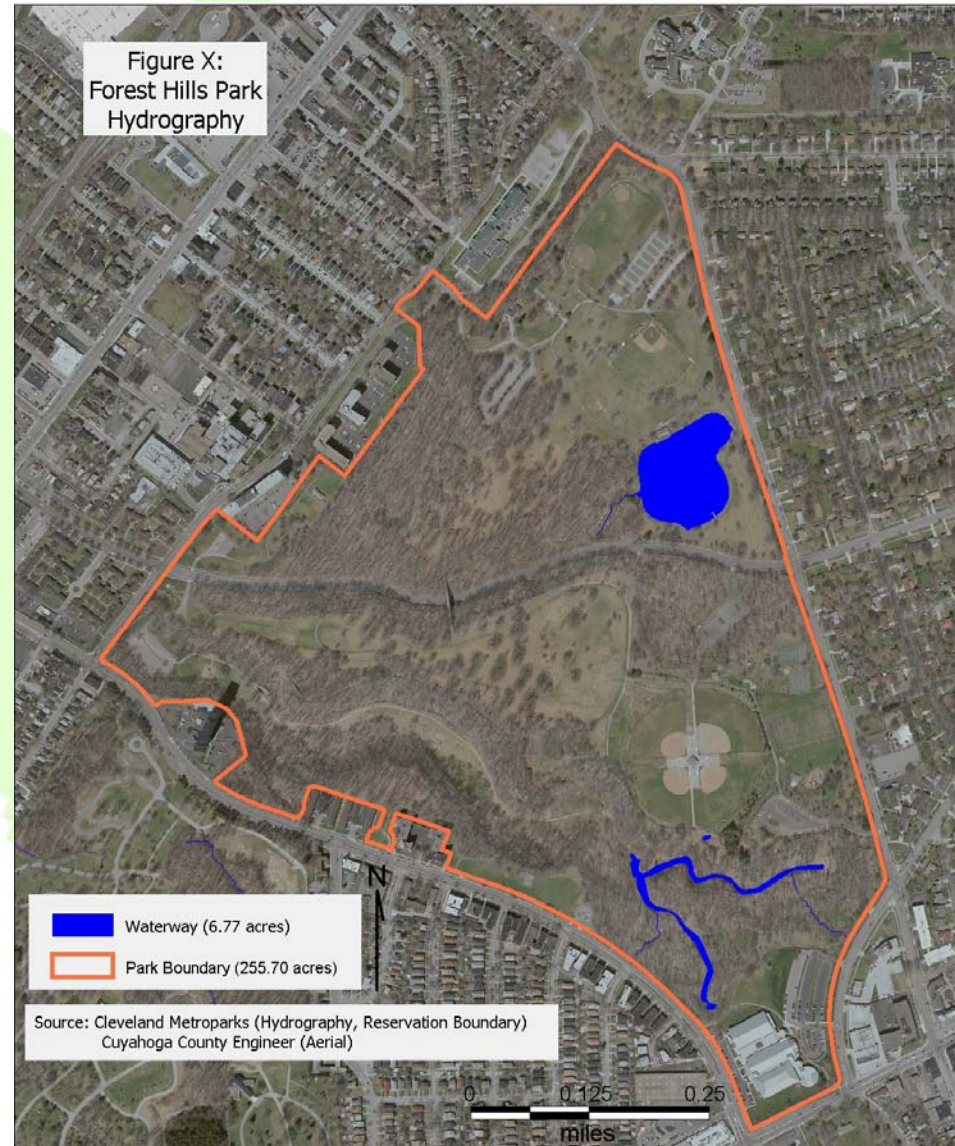 Figure X:
Forest Hills Park
Hydrography
N
Waterway (6.77 acres)
Park Boundary (255.70 acres)
Source: Cleveland Metroparks (Hydrography, Reservation Boundary)
Cuyahoga County Engineer (Aerial)
0 0.125 0.25
miles